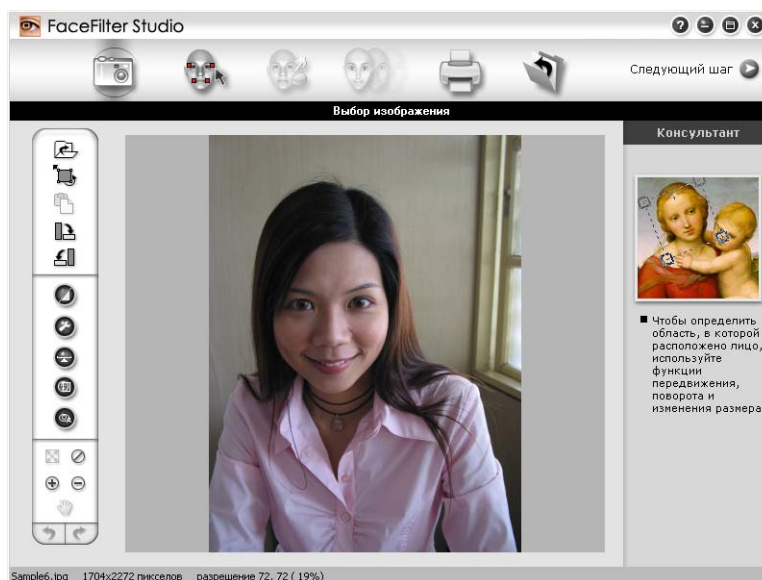 FaceFilter Studio
Следующий шаг
Выбор изображения
Консультант
Чтобы определить
область, в которой
расположено лицо,
используйте
функции
передвижения,
поворота и
изменения размера
Sample6.jpg 1704x2272 пикселов разрешение 72, 72 ( 19%)